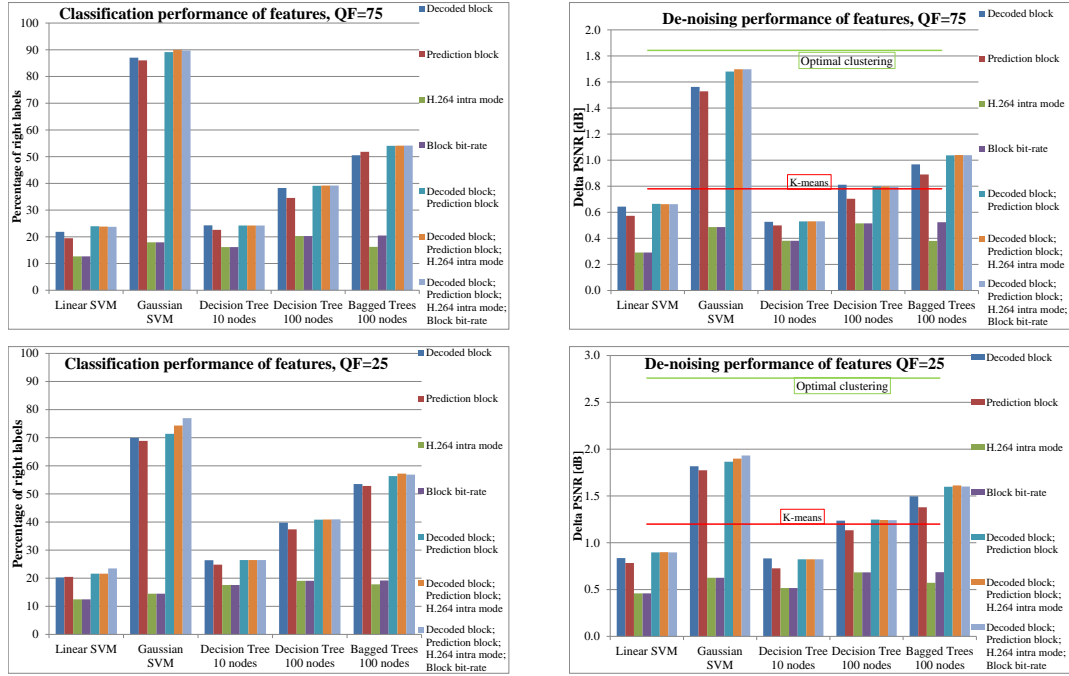 Classification performance of features, QF=75
Percentage of right labels
100
90
80
70
60
50
40
30
20
10
0
Linear SVM
Gaussian
SVM
Decision Tree
10 nodes
Decision Tree
100 nodes
Bagged Trees
100 nodes
Decoded block
Prediction block
H.264 intra mode
Block bit-rate
Decoded block;
Prediction block
Decoded block;
Prediction block;
H.264 intra mode
Decoded block;
Prediction block;
H.264 intra mode;
Block bit-rate
De-noising performance of features, QF=75
Delta PSNR [dB]
2.0
1.8
1.6
1.4
1.2
1.0
0.8
0.6
0.4
0.2
0.0
Optimal clustering
K-means
Linear SVM
Gaussian
SVM
Decision Tree
10 nodes
Decision Tree
100 nodes
Bagged Trees
100 nodes
Decoded block
Prediction block
H.264 intra mode
Block bit-rate
Decoded block;
Prediction block
Decoded block;
Prediction block;
H.264 intra mode
Decoded block;
Prediction block;
H.264 intra mode;
Block bit-rate
Classification performance of features, QF=25
Percentage of right labels
100
90
80
70
60
50
40
30
20
10
0
Linear SVM
Gaussian
SVM
Decision Tree
10 nodes
Decision Tree
100 nodes
Bagged Trees
100 nodes
Decoded block
Prediction block
H.264 intra mode
Block bit-rate
Decoded block;
Prediction block
Decoded block;
Prediction block;
H.264 intra mode
Decoded block;
Prediction block;
H.264 intra mode;
Block bit-rate
De-noising performance of features QF=25
Delta PSNR [dB]
3.0
2.5
2.0
1.5
1.0
0.5
0.0
Optimal clustering
K-means
Linear SVM
Gaussian
SVM
Decision Tree
10 nodes
Decision Tree
100 nodes
Bagged Trees
100 nodes
Decoded block
Prediction block
H.264 intra mode
Block bit-rate
Decoded block;
Prediction block
Decoded block;
Prediction block;
H.264 intra mode
Decoded block;
Prediction block;
H.264 intra mode;
Block bit-rate